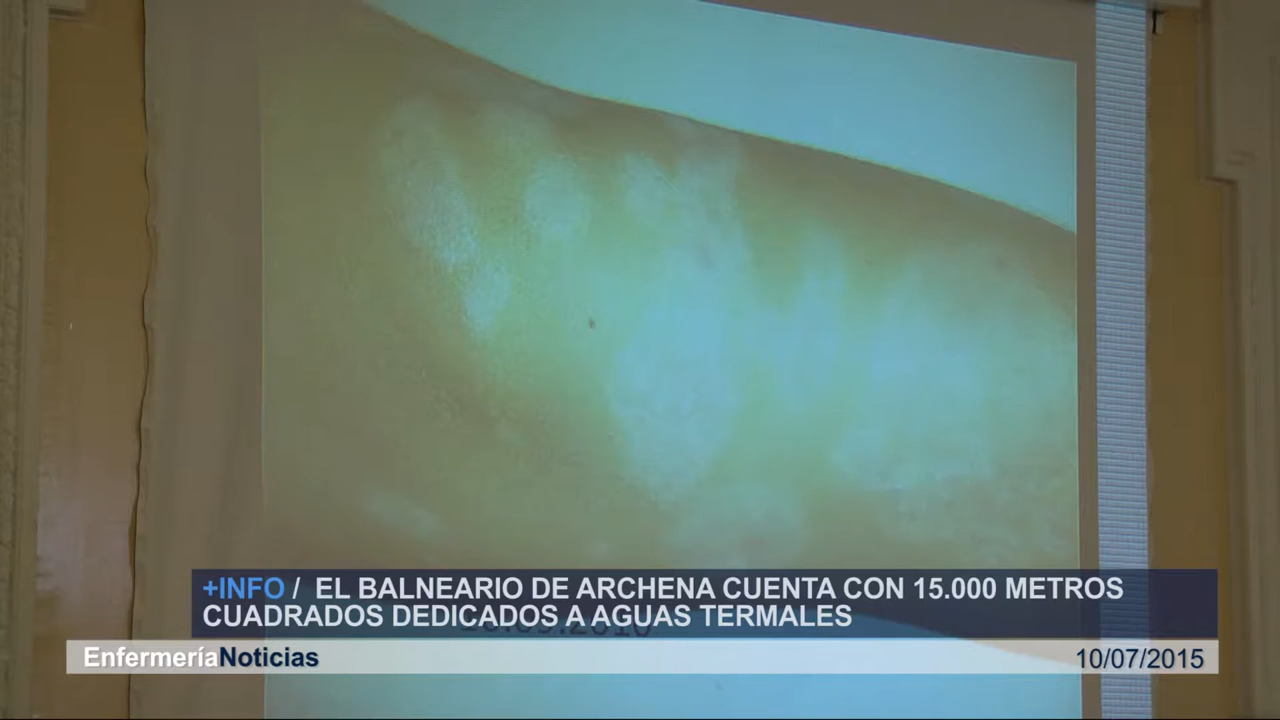 +INFO / EL BALNEARIO DE ARCHENA CUENTA CON 15.000 METROS
CUADRADOS DEDICADOS A AGUAS TERMALES
EnfermeríaNoticias
10/07/2015